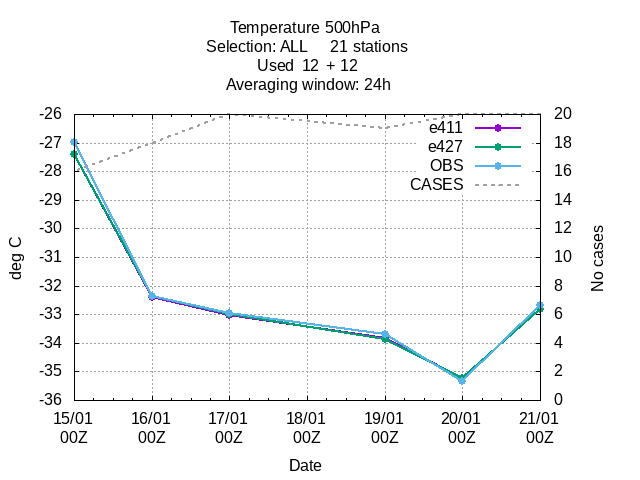 Temperature 500hPa
Selection: ALL 21 stations
Used 12 + 12
Averaging window: 24h
-26 20
-27 18
-28 16
-29 14
-30 12
-31 10
-32 8
-33 6
-34 4
-35 2
-36 0
e411
e427
OBS
CASES
deg C
No cases
15/01 16/01 17/01 18/01 19/01 20/01 21/01
00Z 00Z 00Z 00Z 00Z 00Z 00Z
Date